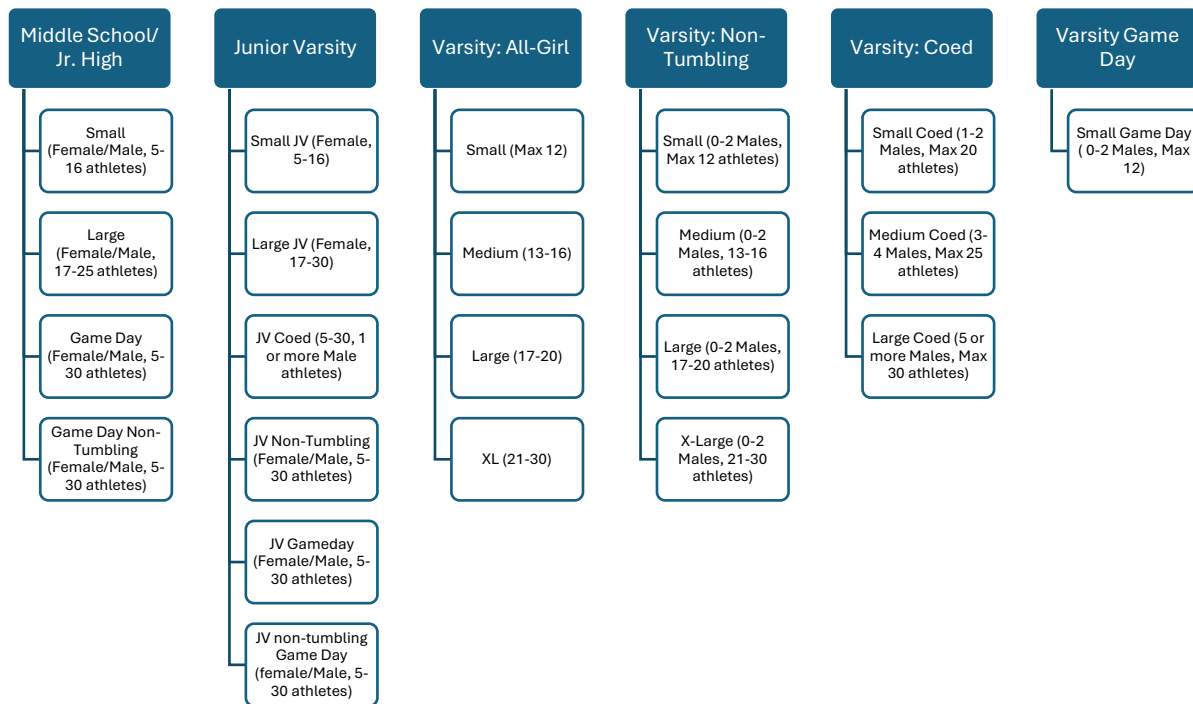 Middle School/
Jr. High
Small
(Female/Male, 5-
16 athletes)
Large
(Female/Male,
17-25 athletes)
Game Day
(Female/Male, 5-
30 athletes)
Game Day Non-
Tumbling
(Female/Male, 5-
30 athletes)
Junior Varsity
Small JV (Female,
5-16)
Large JV (Female,
17-30)
JV Coed (5-30, 1
or more Male
athletes)
JV Non-Tumbling
(Female/Male, 5-
30 athletes)
JV Gameday
(Female/Male, 5-
30 athletes)
JV non-tumbling
Game Day
(female/Male, 5-
30 athletes)
Varsity: All-Girl
Small (Max 12)
Medium (13-16)
Large (17-20)
XL (21-30)
Varsity: Non-
Tumbling
Small (0-2 Males,
Max 12 athletes)
Medium (0-2
Males, 13-16
athletes)
Large (0-2 Males,
17-20 athletes)
X-Large (0-2
Males, 21-30
athletes)
Varsity: Coed
Small Coed (1-2
Males, Max 20
athletes)
Medium Coed (3-
4 Males, Max 25
athletes)
Large Coed (5 or
more Males, Max
30 athletes)
Varsity Game
Day
Small Game Day
( 0-2 Males, Max
12)